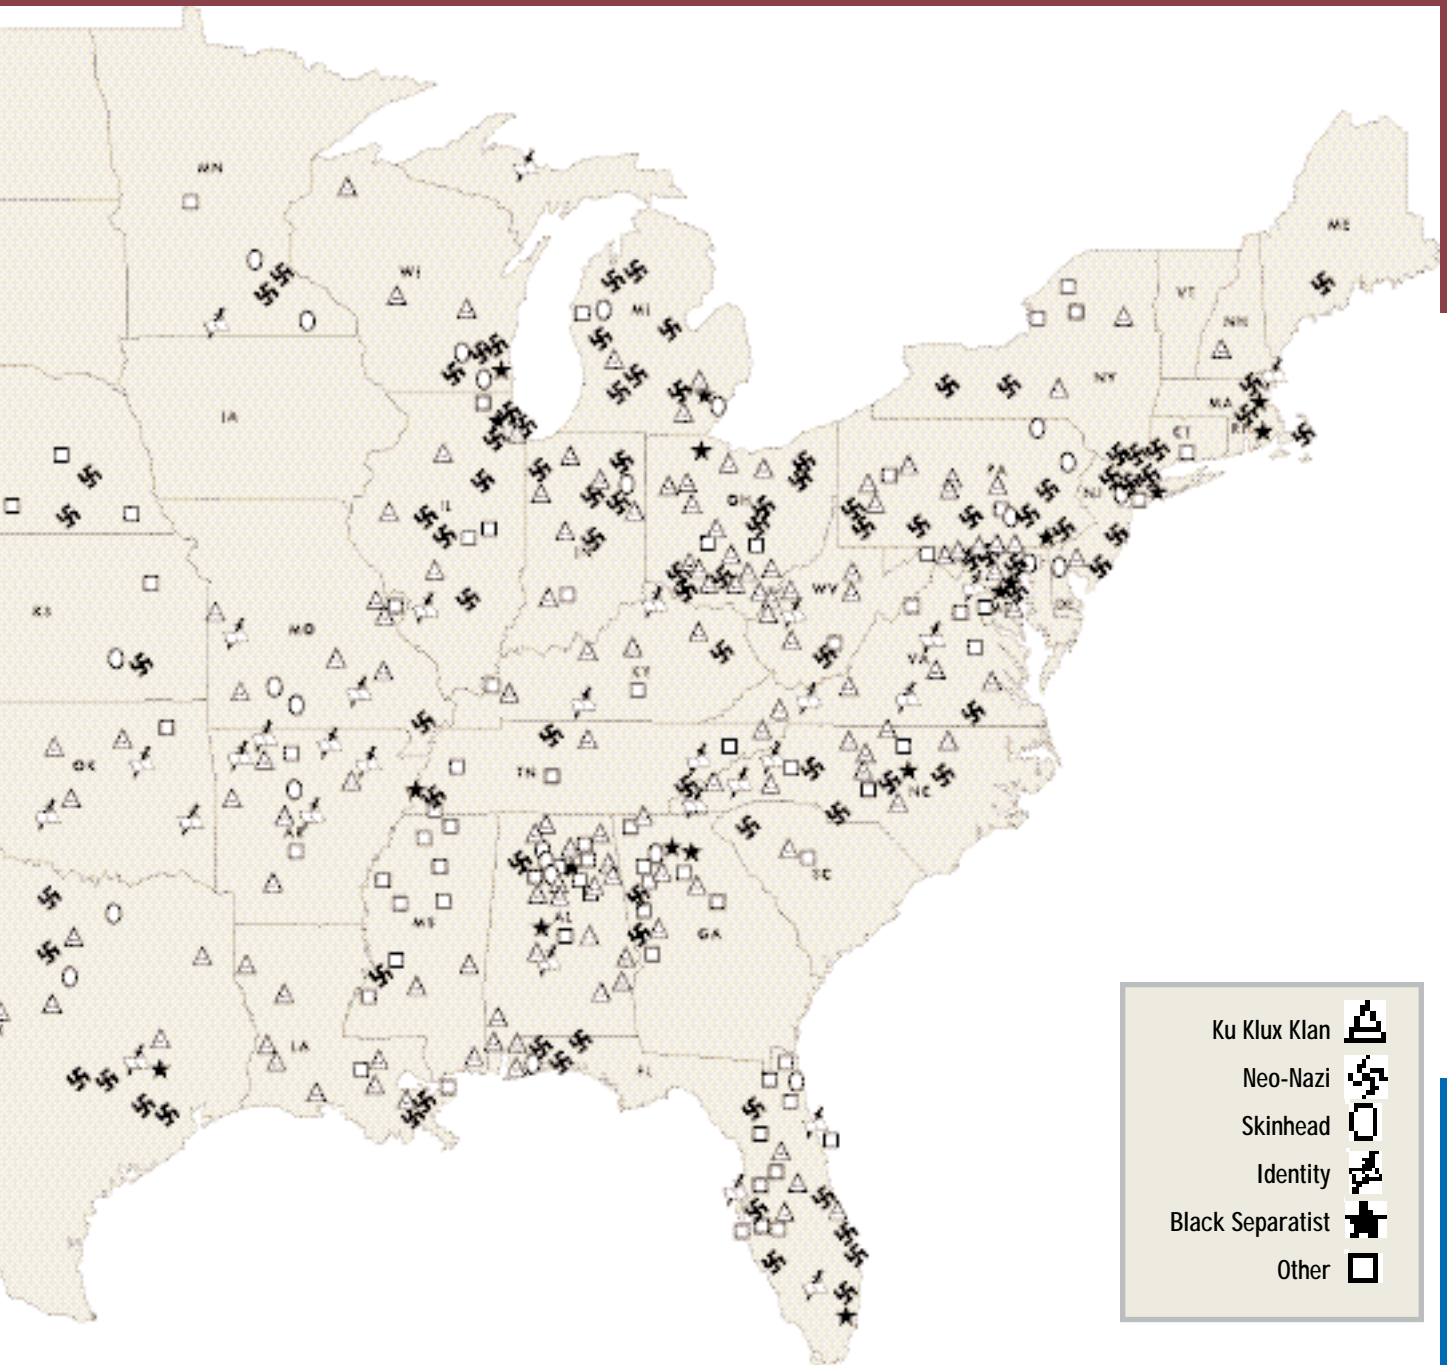 MN
ME
WI
MI
VT
NH
NY
MA
IA
CT
RI
PA
NJ
OH
IL
IN
WV
KS
MO
DE
VA
KY
OK
TN
NC
AR
SC
MS
AL
GA
LA
FL
Ku Klux Klan
Neo-Nazi
Skinhead
Identity
Black Separatist
Other